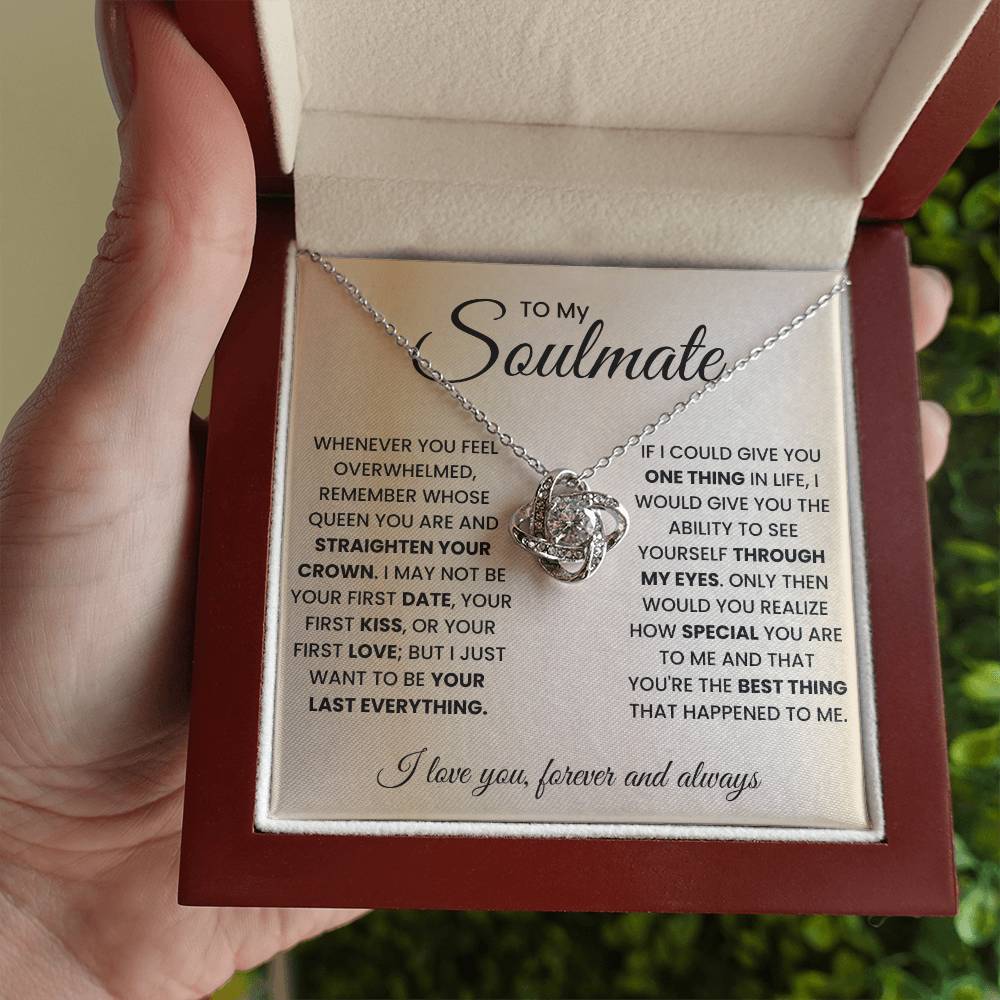 TO MY
Soulmate
WHENEVER YOU FEEL
OVERWHELMED,
REMEMBER WHOSE
QUEEN YOU ARE AND
STRAIGHTEN YOUR
CROWN. I MAY NOT BE
YOUR FIRST DATE, YOUR
FIRST KISS, OR YOUR
FIRST LOVE; BUT I JUST
WANT TO BE YOUR
LAST EVERYTHING.
IF I COULD GIVE YOU
ONE THING IN LIFE, I
WOULD GIVE YOU THE
ABILITY TO SEE
YOURSELF THROUGH
MY EYES. ONLY THEN
WOULD YOU REALIZE
HOW SPECIAL YOU ARE
TO ME AND THAT
YOU'RE THE BEST THING
THAT HAPPENED TO ME.
I love you, forever and always